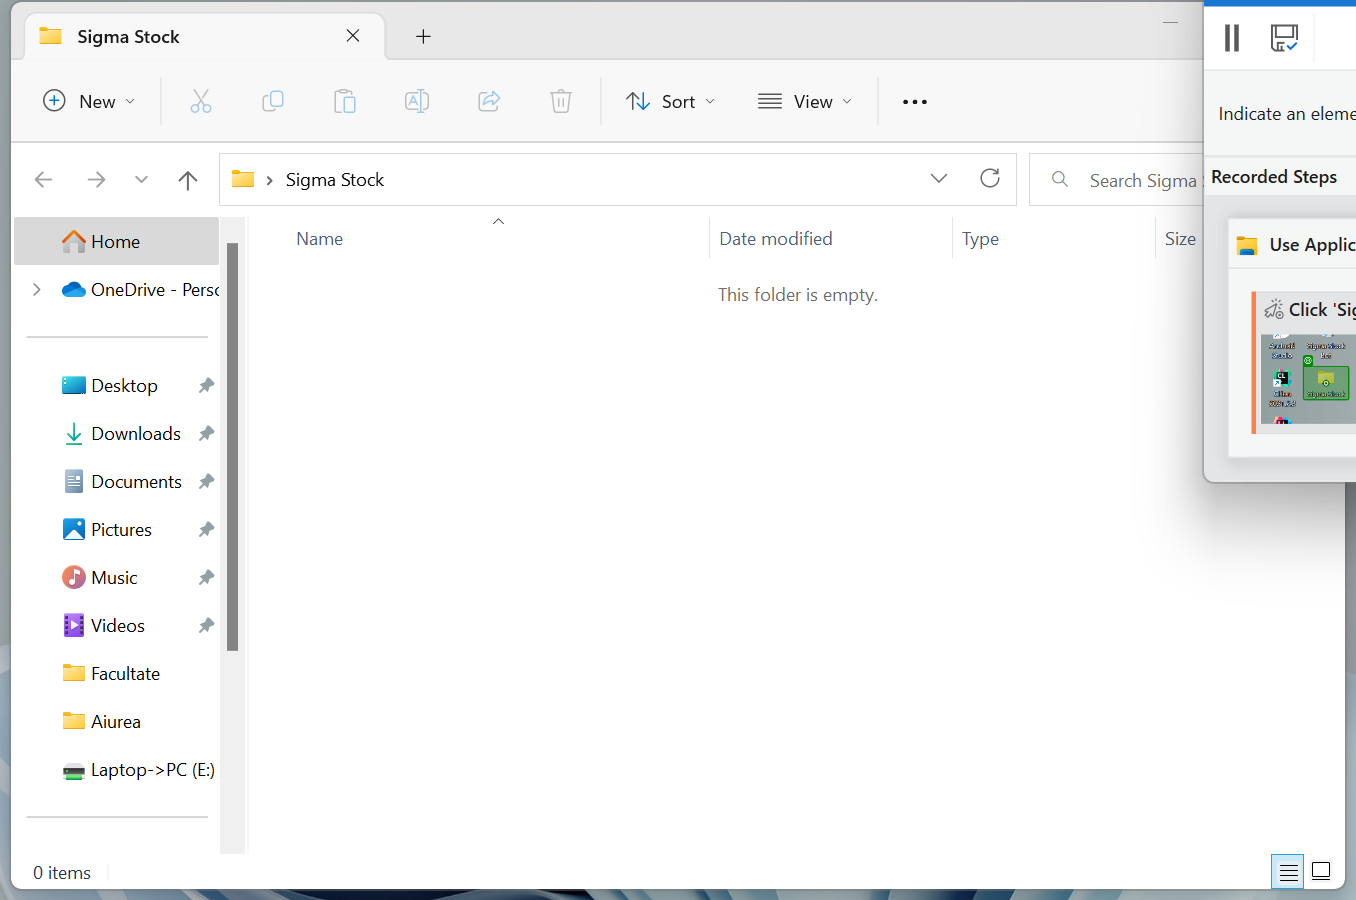 Sigma Stock
New
Sort
View
Indicate an eleme
Sigma Stock
Search Sigma
Recorded Steps
Home
Name
Date modified
Type
Size
Use Applic
OneDrive - Perso
This folder is empty.
Click 'Sig
Desktop
Downloads
Documents
Pictures
Music
Videos
Facultate
Aiurea
Laptop->PC (E:)
0 items